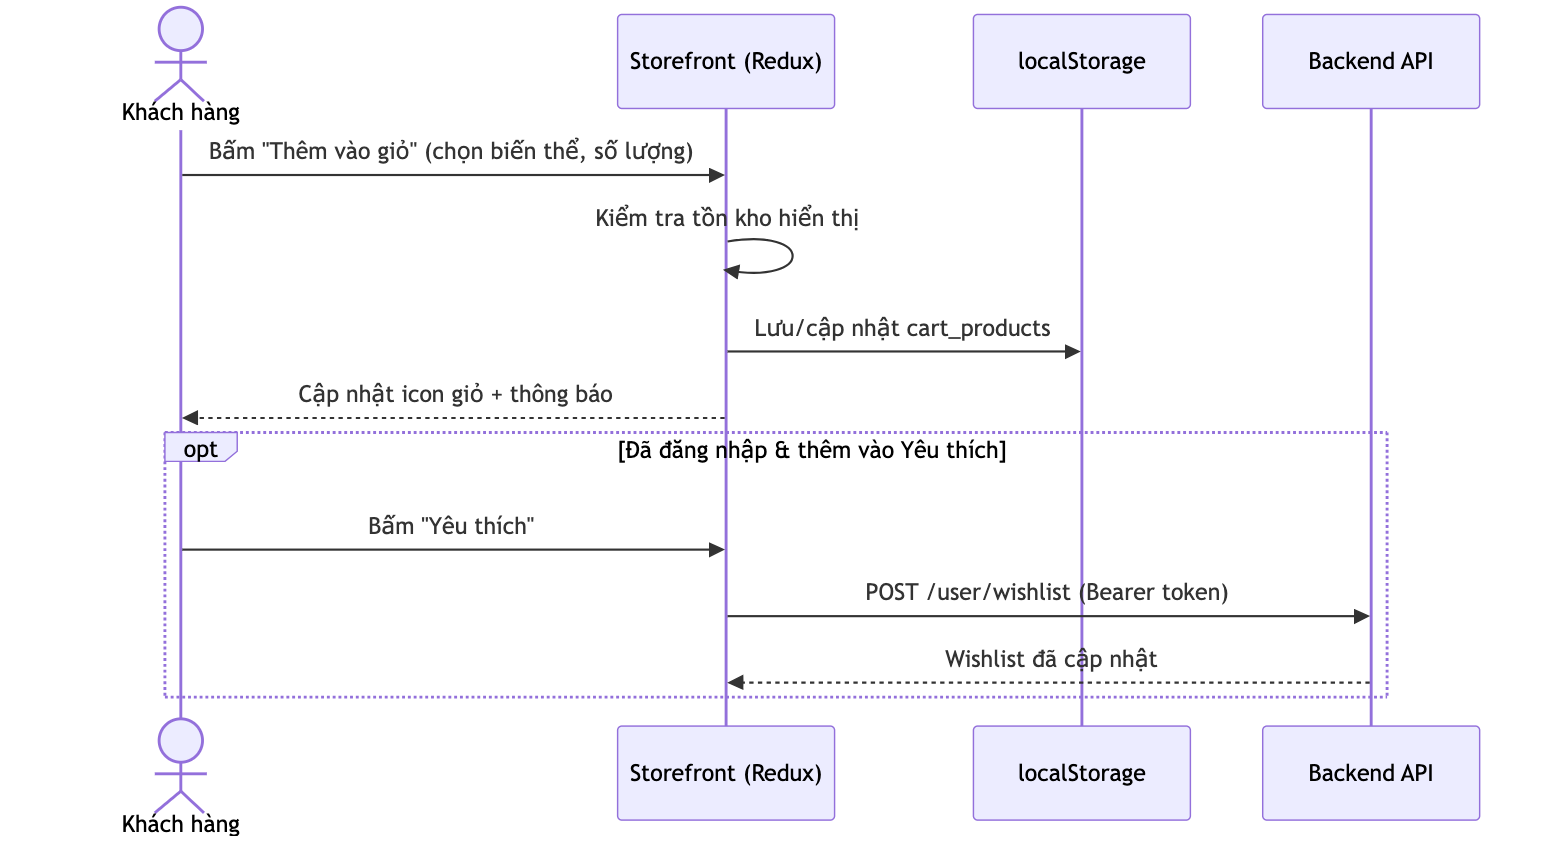 Khách hàng
Storefront (Redux)
localStorage
Backend API
Bấm "Thêm vào giỏ" (chọn biến thể, số lượng)
Kiểm tra tồn kho hiển thị
Lưu/cập nhật cart_products
Cập nhật icon giỏ + thông báo
opt
[Đã đăng nhập & thêm vào Yêu thích]
Bấm "Yêu thích"
POST /user/wishlist (Bearer token)
Wishlist đã cập nhật
Khách hàng
Storefront (Redux)
localStorage
Backend API